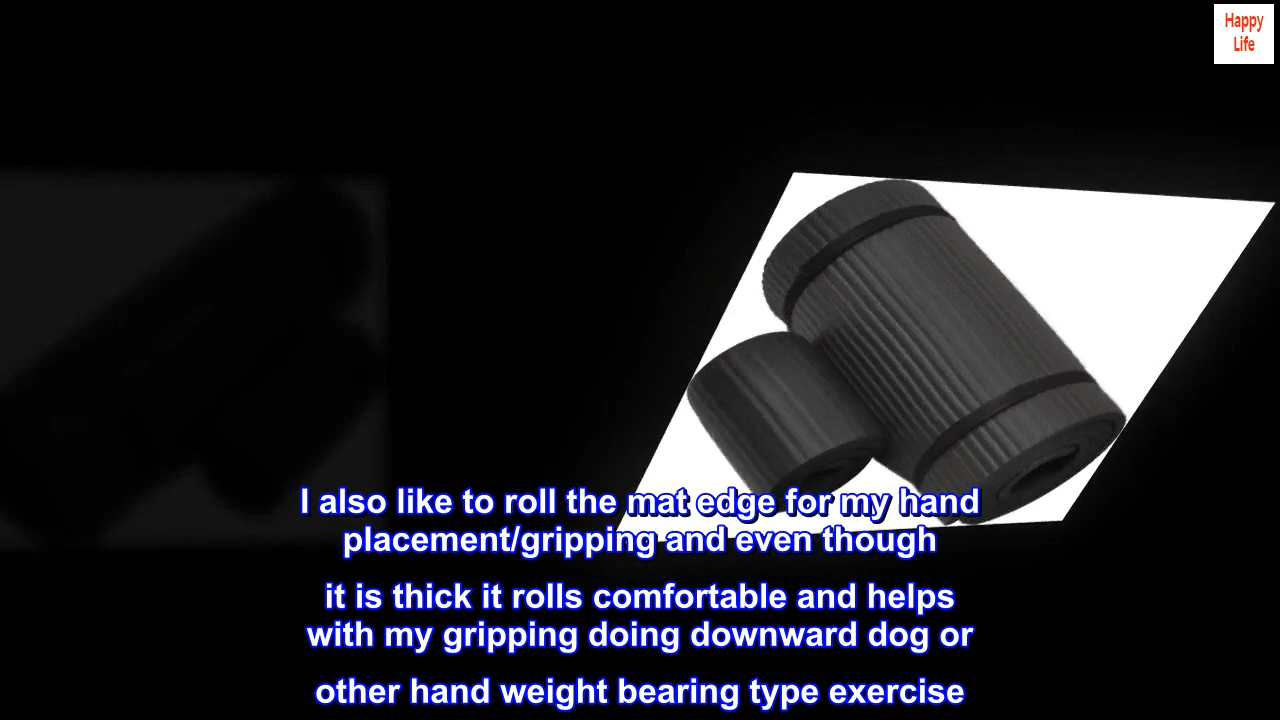 Happy
Life
I also like to roll the mat edge for my hand
placement/gripping and even though
it is thick it rolls comfortable and helps
with my gripping doing downward dog or
other hand weight bearing type exercise